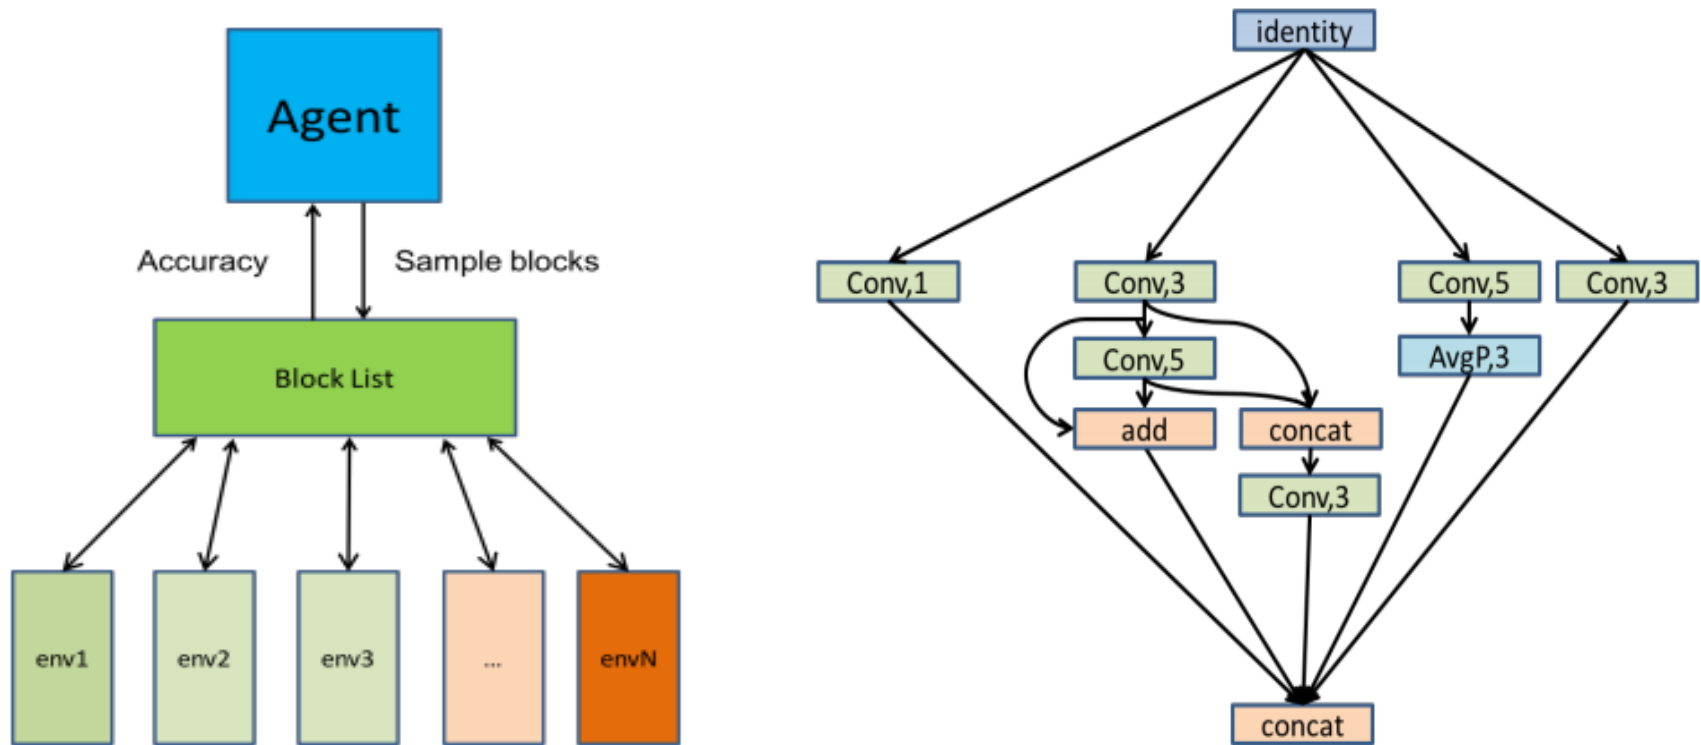 Agent
Accuracy
Sample blocks
Block List
env1
env2
env3
...
envN
identity
Conv,1
Conv,3
Conv,5
Conv,3
Conv,5
AvgP,3
add
concat
Conv,3
concat